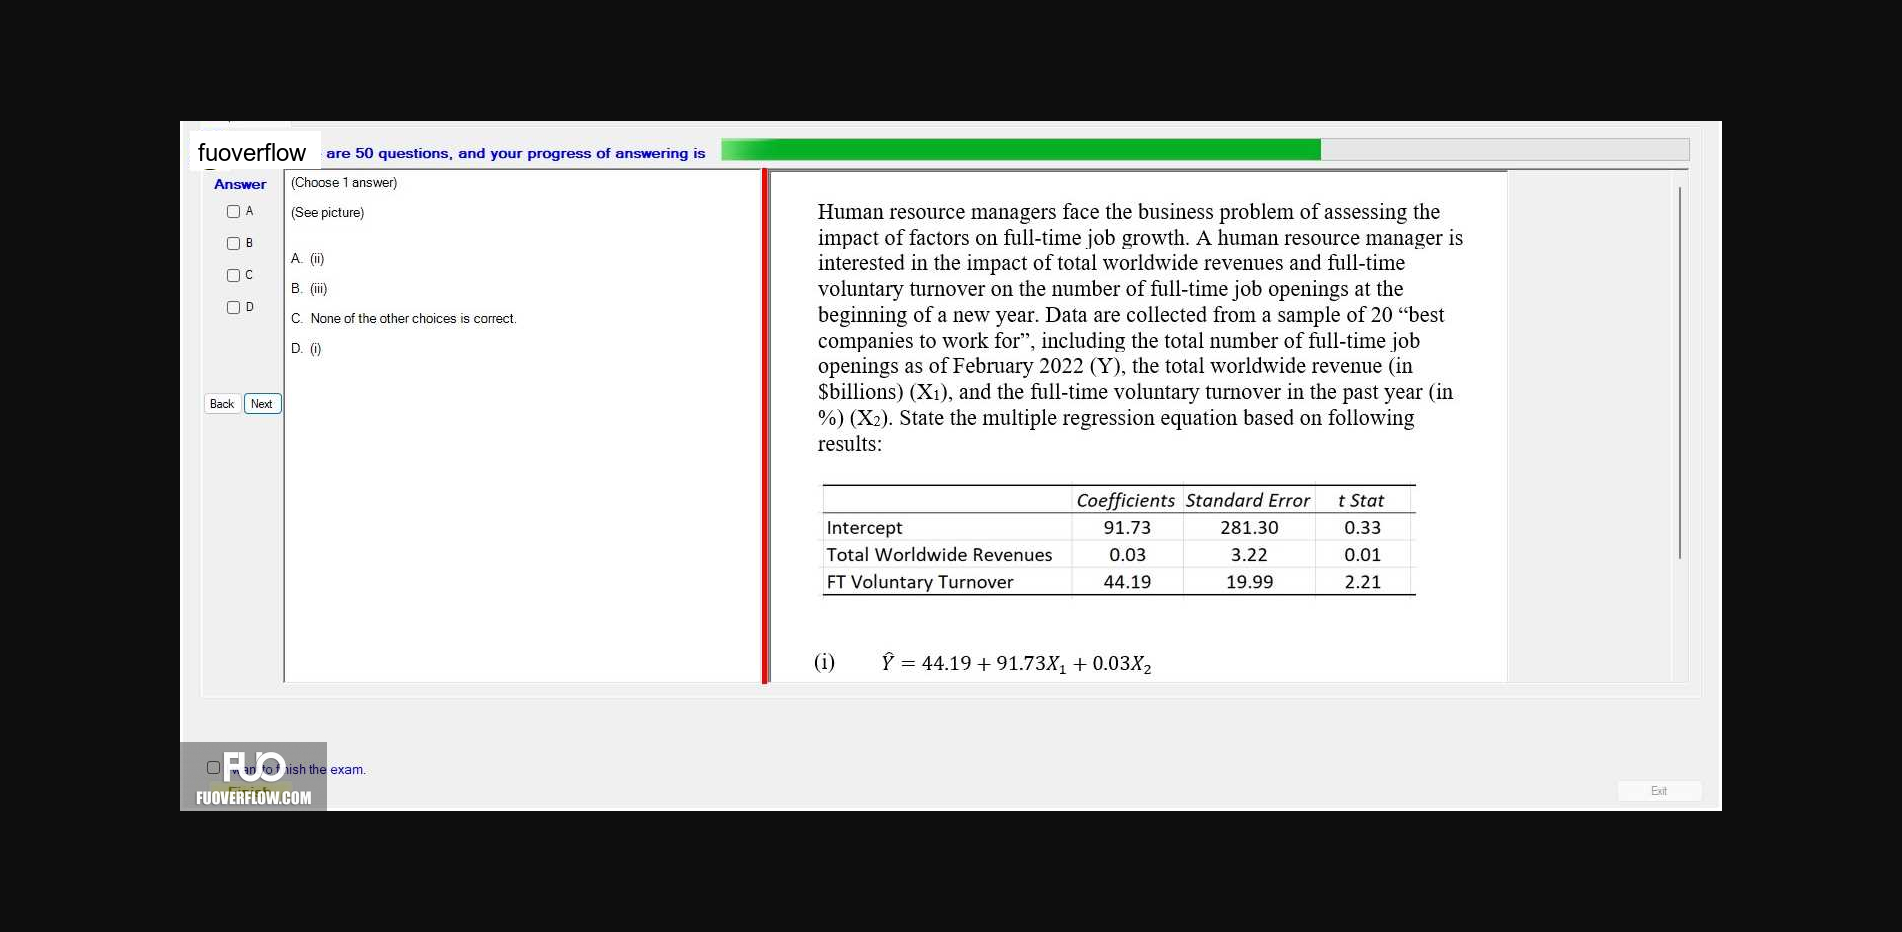 fuoverflow are 50 questions, and your progress of answering is
Answer
A
B
C
D
Back Next
(Choose 1 answer)
(See picture)
A. (ii)
B. (iii)
C. None of the other choices is correct.
D. (i)
Human resource managers face the business problem of assessing the
impact of factors on full-time job growth. A human resource manager is
interested in the impact of total worldwide revenues and full-time
voluntary turnover on the number of full-time job openings at the
beginning of a new year. Data are collected from a sample of 20 “best
companies to work for”, including the total number of full-time job
openings as of February 2022 (Y), the total worldwide revenue (in
$billions) (X₁), and the full-time voluntary turnover in the past year (in
%) (X₂). State the multiple regression equation based on following
results:
Coefficients Standard Error t Stat
Intercept 91.73 281.30 0.33
Total Worldwide Revenues 0.03 3.22 0.01
FT Voluntary Turnover 44.19 19.99 2.21
(i) Ŷ = 44.19 + 91.73X₁ + 0.03X₂
FUO
want to finish the exam.
Finish
FUOVERFLOW.COM
Exit